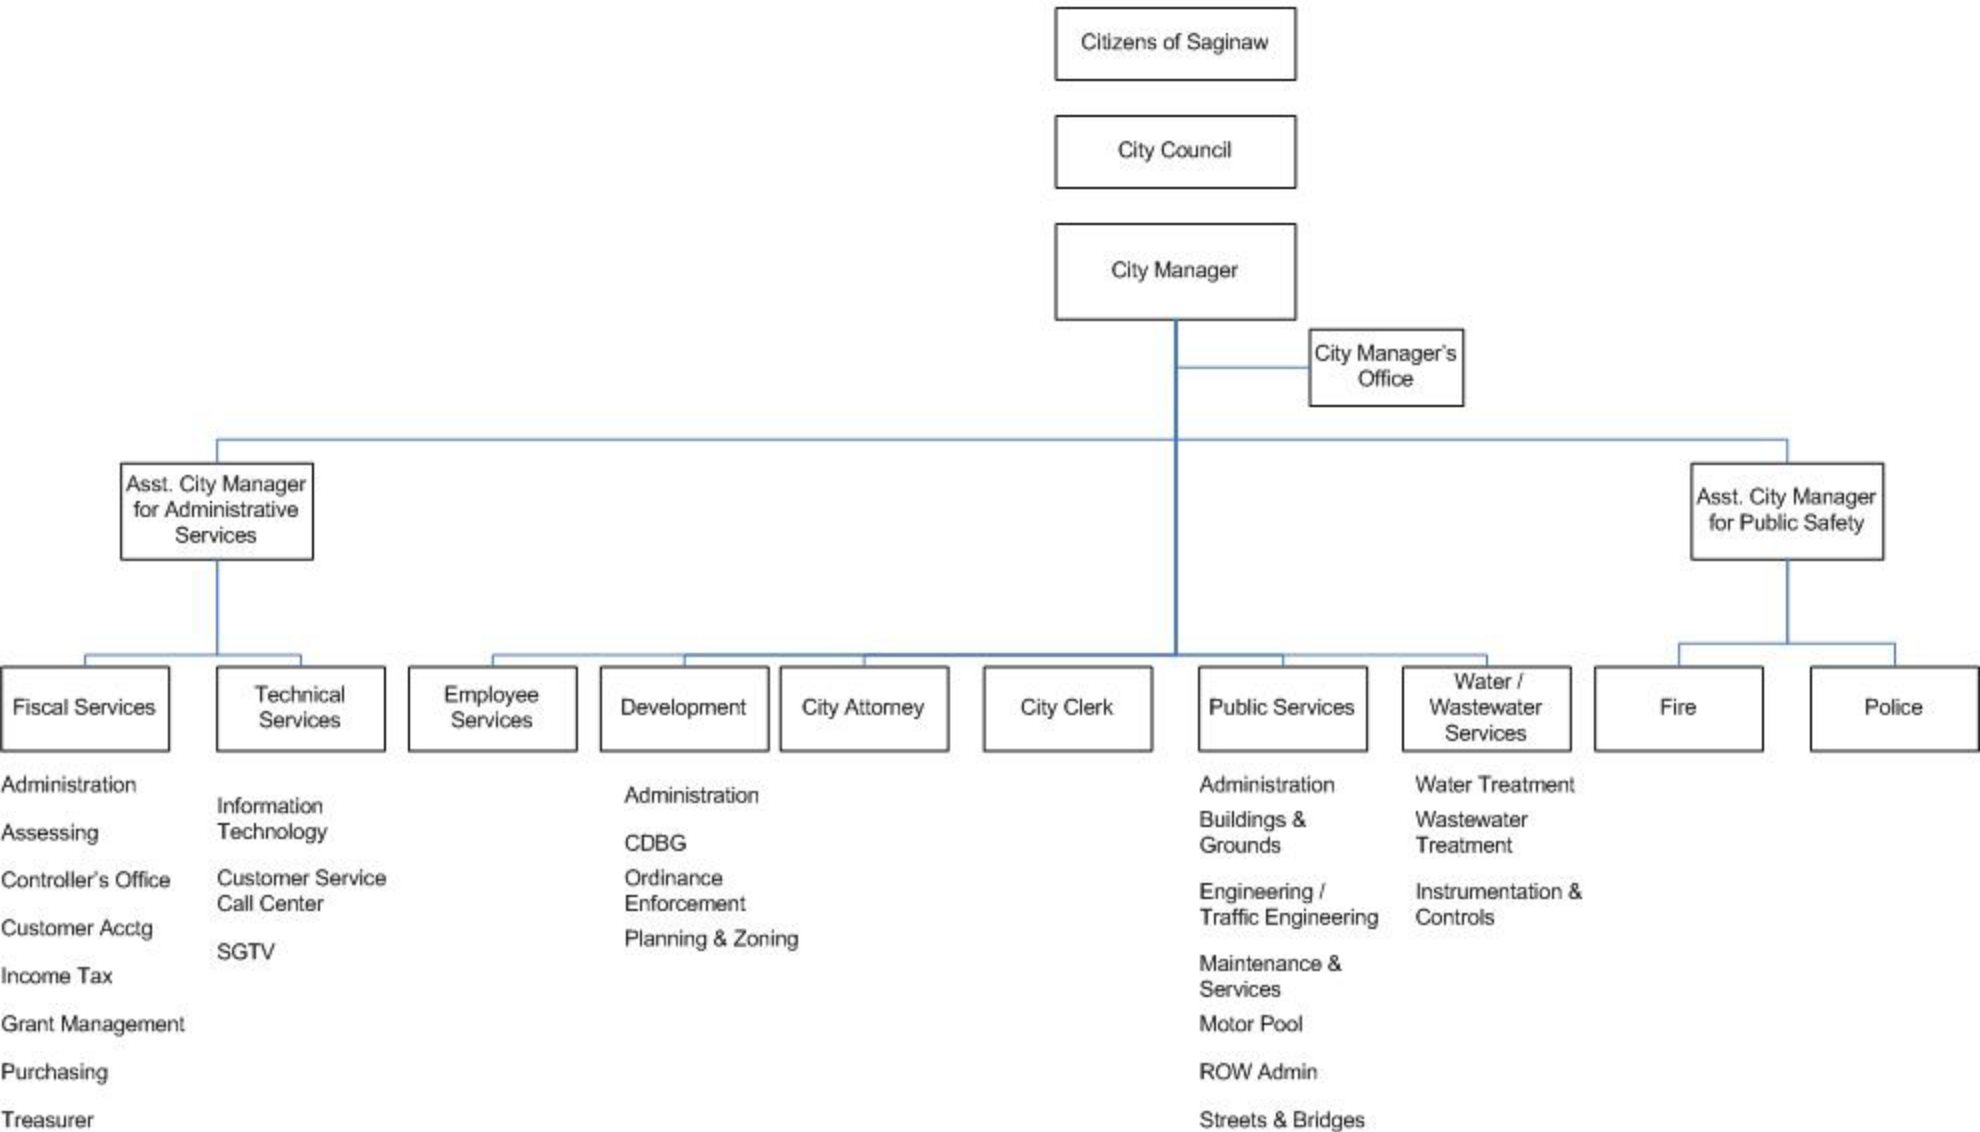 Citizens of Saginaw
City Council
City Manager
City Manager's
Office
Asst. City Manager
for Administrative
Services
Asst. City Manager
for Public Safety
Fiscal Services
Technical
Services
Employee
Services
Development
City Attorney
City Clerk
Public Services
Water /
Wastewater
Services
Fire
Police
Administration
Assessing
Controller's Office
Customer Acctg
Income Tax
Grant Management
Purchasing
Treasurer
Information
Technology
Customer Service
Call Center
SGTV
Administration
CDBG
Ordinance
Enforcement
Planning & Zoning
Administration
Buildings &
Grounds
Engineering /
Traffic Engineering
Maintenance &
Services
Motor Pool
ROW Admin
Streets & Bridges
Water Treatment
Wastewater
Treatment
Instrumentation &
Controls